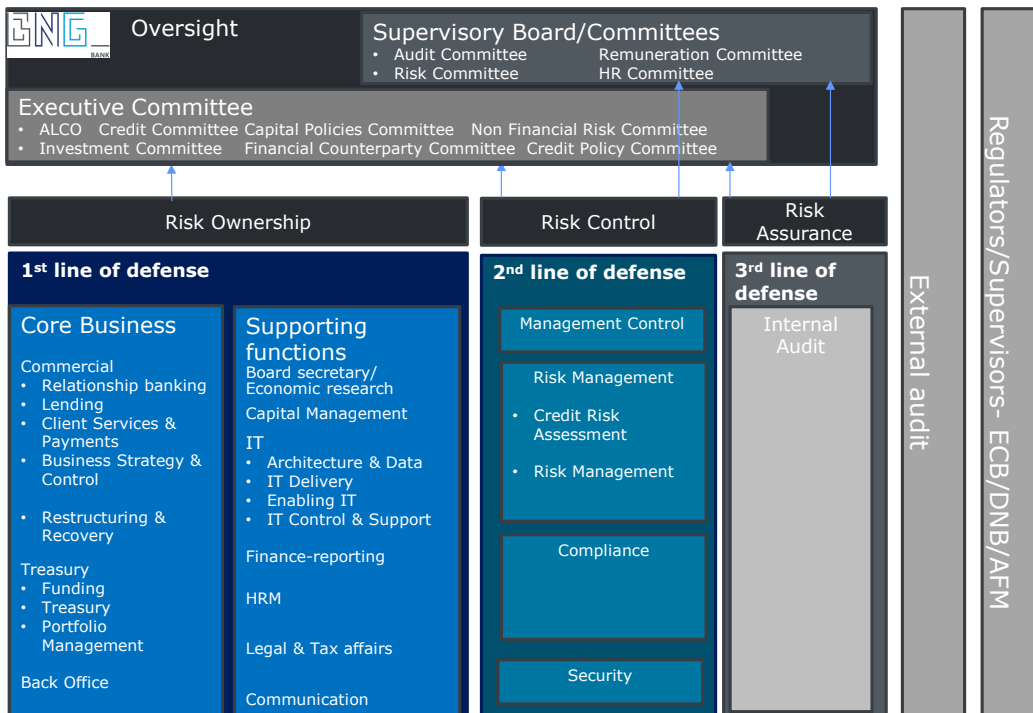 BNG
BANK
Oversight
Supervisory Board/Committees
• Audit Committee Remuneration Committee
• Risk Committee HR Committee
Executive Committee
• ALCO Credit Committee Capital Policies Committee Non Financial Risk Committee
• Investment Committee Financial Counterparty Committee Credit Policy Committee
Risk Ownership
Risk Control
Risk
Assurance
1st line of defense
Core Business
Commercial
• Relationship banking
• Lending
• Client Services &
Payments
• Business Strategy &
Control
• Restructuring &
Recovery
Treasury
• Funding
• Treasury
• Portfolio
Management
Back Office
Supporting
functions
Board secretary/
Economic research
Capital Management
IT
• Architecture & Data
• IT Delivery
• Enabling IT
• IT Control & Support
Finance-reporting
HRM
Legal & Tax affairs
Communication
2nd line of defense
Management Control
Risk Management
• Credit Risk
Assessment
• Risk Management
Compliance
Security
3rd line of
defense
Internal
Audit
External audit
Regulators/Supervisors- ECB/DNB/AFM